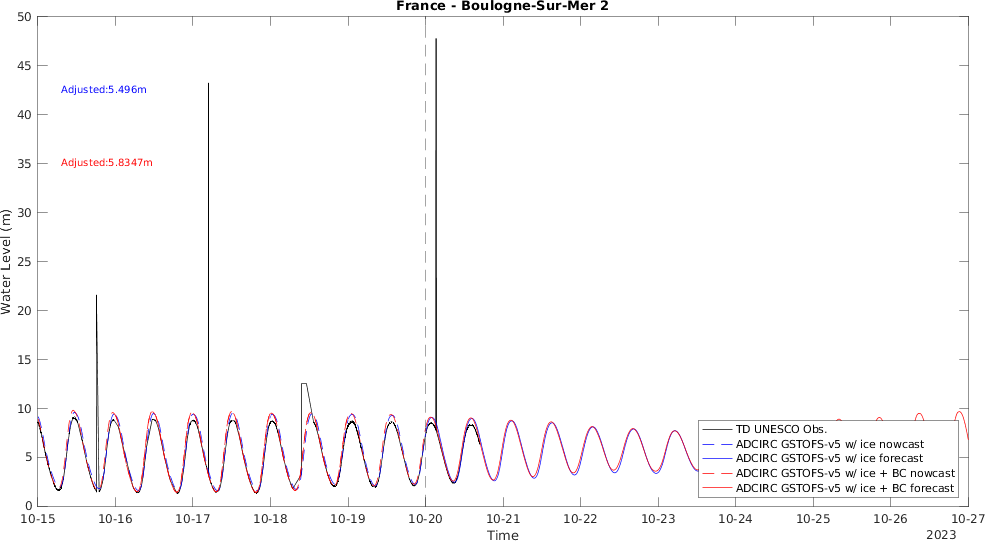 France - Boulogne-Sur-Mer 2
50
45
40
35
30
25
20
15
10
5
0
Water Level (m)
Adjusted:5.496m
Adjusted:5.8347m
TD UNESCO Obs.
ADCIRC GSTOFS-v5 w/ ice nowcast
ADCIRC GSTOFS-v5 w/ ice forecast
ADCIRC GSTOFS-v5 w/ ice + BC nowcast
ADCIRC GSTOFS-v5 w/ ice + BC forecast
10-15 10-16 10-17 10-18 10-19 10-20 10-21 10-22 10-23 10-24 10-25 10-26 10-27
Time
2023